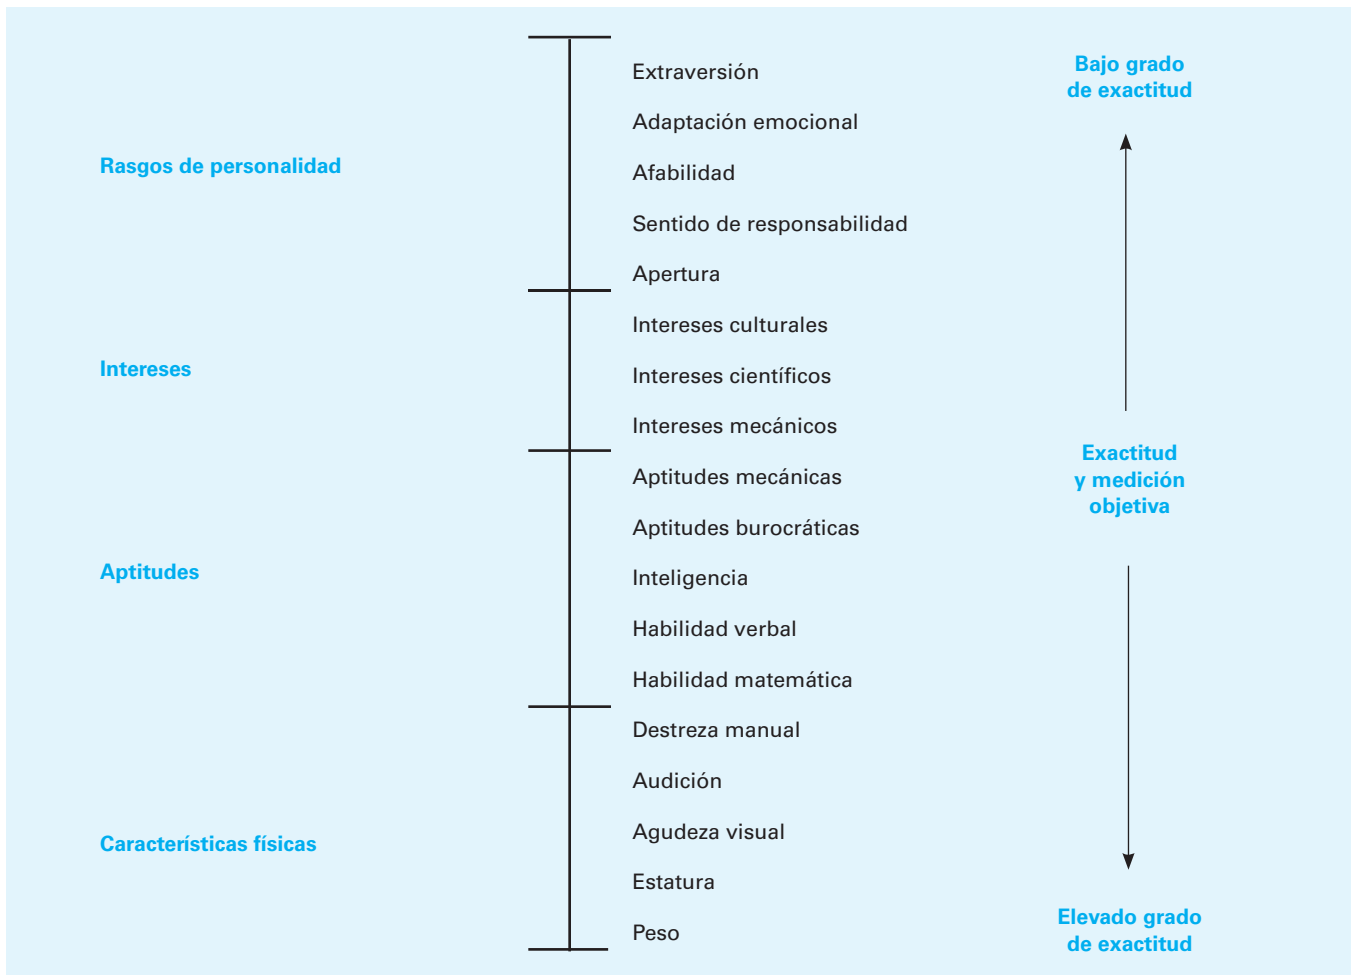 Extraversión
Bajo grado
de exactitud
Adaptación emocional
Rasgos de personalidad
Afabilidad
Sentido de responsabilidad
Apertura
Intereses culturales
Intereses
Intereses científicos
Intereses mecánicos
Exactitud
y medición
objetiva
Aptitudes mecánicas
Aptitudes burocráticas
Aptitudes
Inteligencia
Habilidad verbal
Habilidad matemática
Destreza manual
Audición
Agudeza visual
Características físicas
Estatura
Peso
Elevado grado
de exactitud